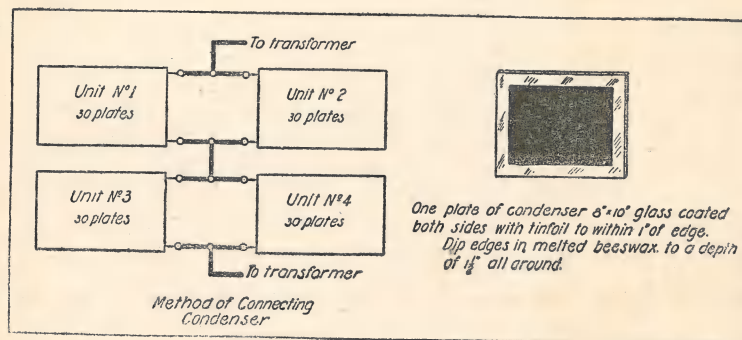 To transformer
Unit Nº1
30 plates
Unit Nº 2
30 plates
Unit Nº3
30 plates
Unit Nº4
30 plates
To transformer
Method of Connecting
Condenser
One plate of condenser 8"×10" glass coated
both sides with tinfoil to within 1" of edge.
Dip edges in melted beeswax. to a depth
of 1½" all around.